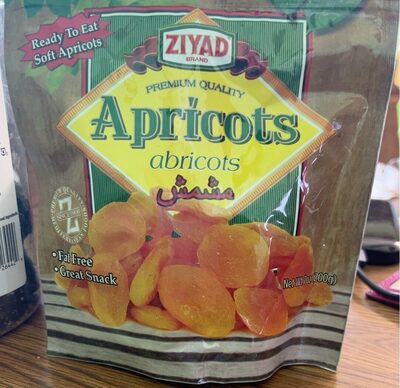 Ready To Eat
Soft Apricots
ZIYAD
BRAND
PREMIUM QUALITY
Apricots
abricots
مشمش
• Fat Free
• Great Snack